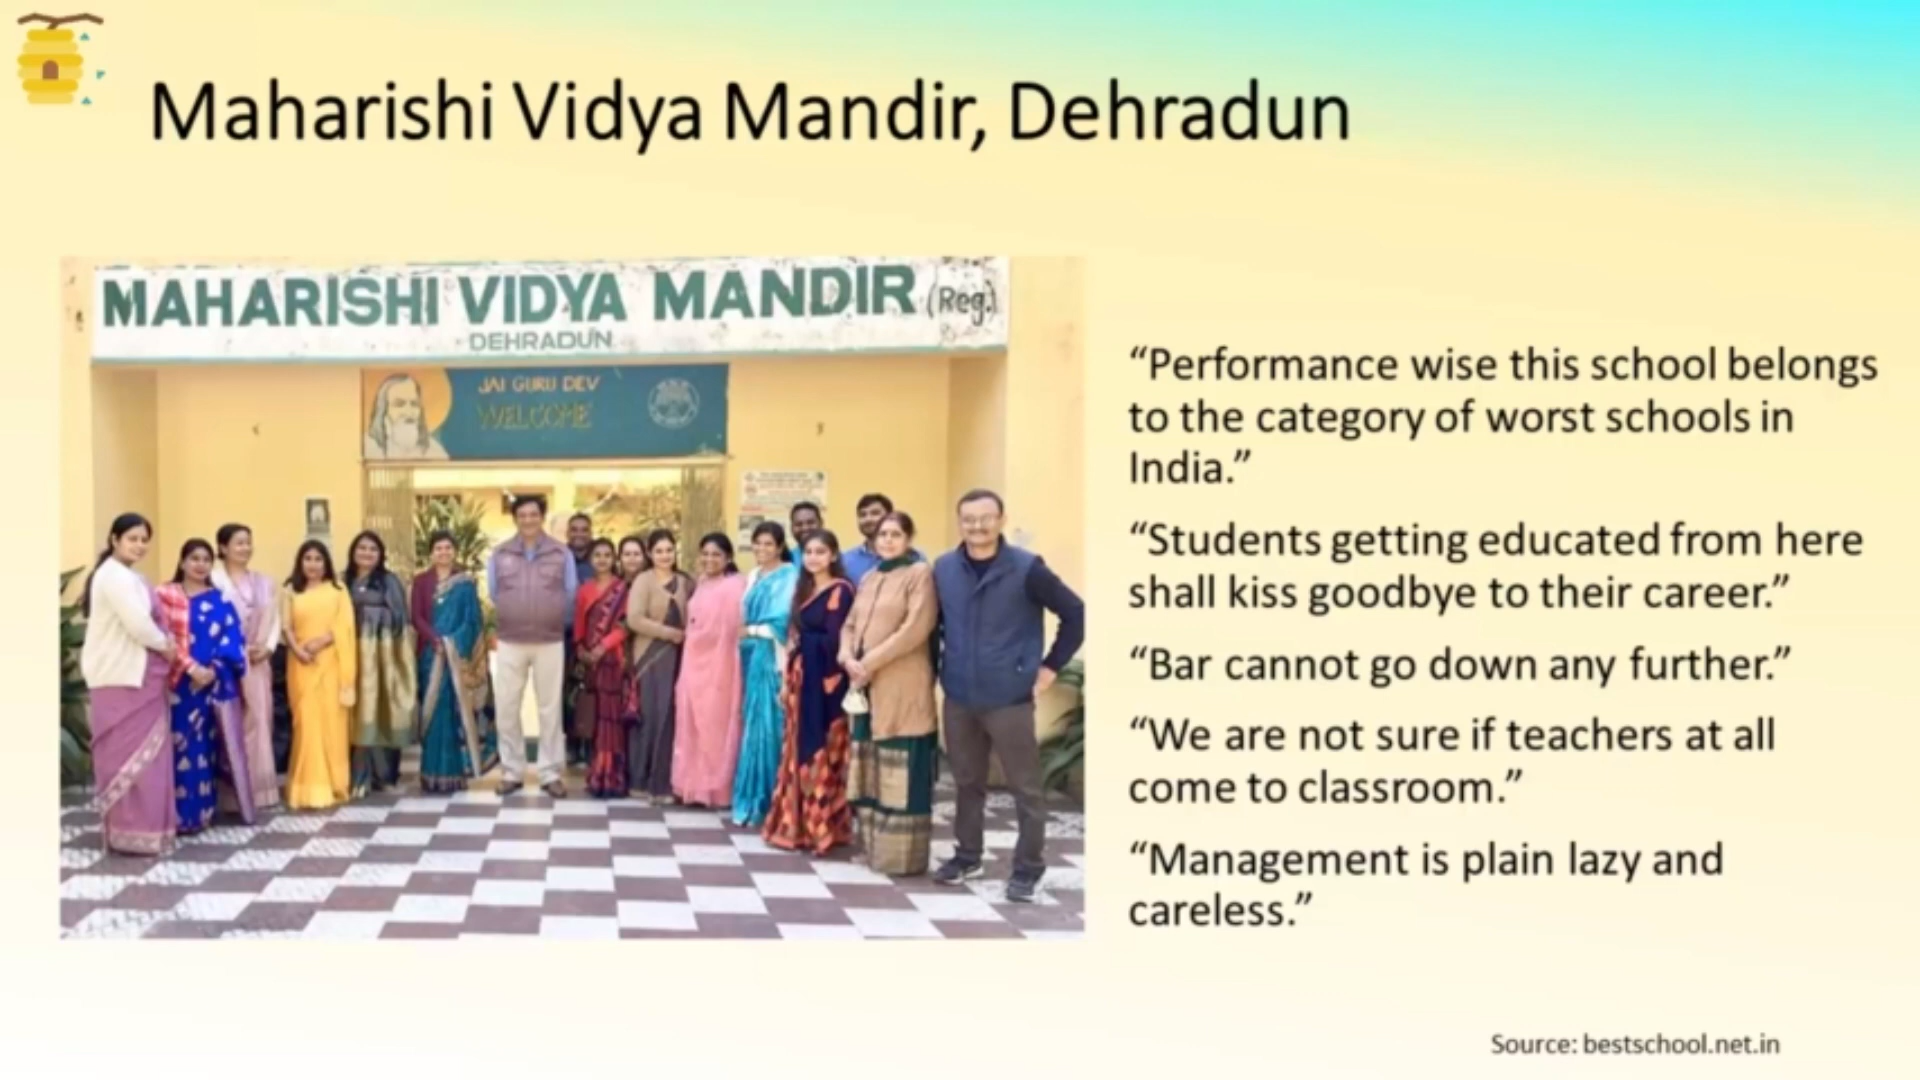 Maharishi Vidya Mandir, Dehradun
MAHARISHI VIDYA MANDIR (Reg.)
DEHRADUN
JAI GURU DEV
WELCOME
“Performance wise this school belongs
to the category of worst schools in
India.”
“Students getting educated from here
shall kiss goodbye to their career.”
“Bar cannot go down any further.”
“We are not sure if teachers at all
come to classroom.”
“Management is plain lazy and
careless.”
Source: bestschool.net.in